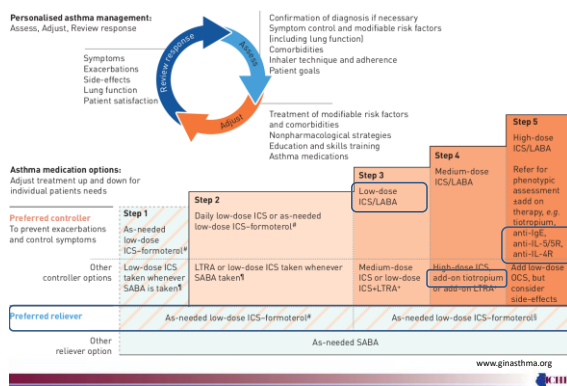 Personalised asthma management:
Assess, Adjust, Review response
Symptoms
Exacerbations
Side-effects
Lung function
Patient satisfaction
Review response
Assess
Adjust
Confirmation of diagnosis if necessary
Symptom control and modifiable risk factors
(including lung function)
Comorbidities
Inhaler technique and adherence
Patient goals
Treatment of modifiable risk factors
and comorbidities
Nonpharmacological strategies
Education and skills training
Asthma medications
Asthma medication options:
Adjust treatment up and down for
individual patients needs
Preferred controller
To prevent exacerbations
and control symptoms
Step 1
As-needed
low-dose
ICS–formoterol#
Step 2
Daily low-dose ICS or as-needed
low-dose ICS–formoterol#
Step 3
Low-dose
ICS/LABA
Step 4
Medium-dose
ICS/LABA
Step 5
High-dose
ICS/LABA
Refer for
phenotypic
assessment
±add on
therapy, e.g.
tiotropium,
anti-IgE,
anti-IL-5/5R,
anti-IL-4R
Other
controller options
Low-dose ICS
taken whenever
SABA is taken¶
LTRA or low-dose ICS taken whenever
SABA taken¶
Medium-dose
ICS or low-dose
ICS+LTRA+
High-dose ICS,
add-on tiotropium
or add-on LTRA+
Add low-dose
OCS, but
consider
side-effects
Preferred reliever
As-needed low-dose ICS–formoterol#
As-needed low-dose ICS–formoterol§
Other
reliever option
As-needed SABA
www.ginasthma.org